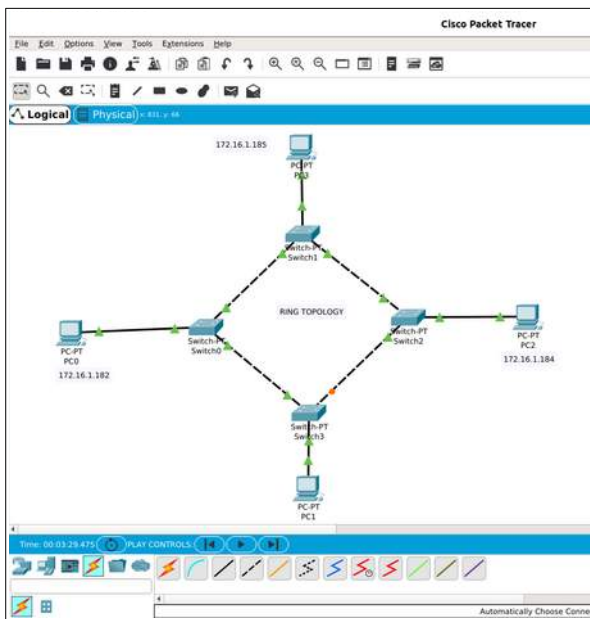 Cisco Packet Tracer
File Edit Options View Tools Extensions Help
Logical Physical x: 831, y: 66
172.16.1.185
PC-PT
PC3
Switch-PT
Switch1
RING TOPOLOGY
Switch-PT
Switch0
Switch-PT
Switch2
PC-PT
PC0
PC-PT
PC2
172.16.1.182
172.16.1.184
Switch-PT
Switch3
PC-PT
PC1
Time: 00:03:29.475 PLAY CONTROLS:
Automatically Choose Conne